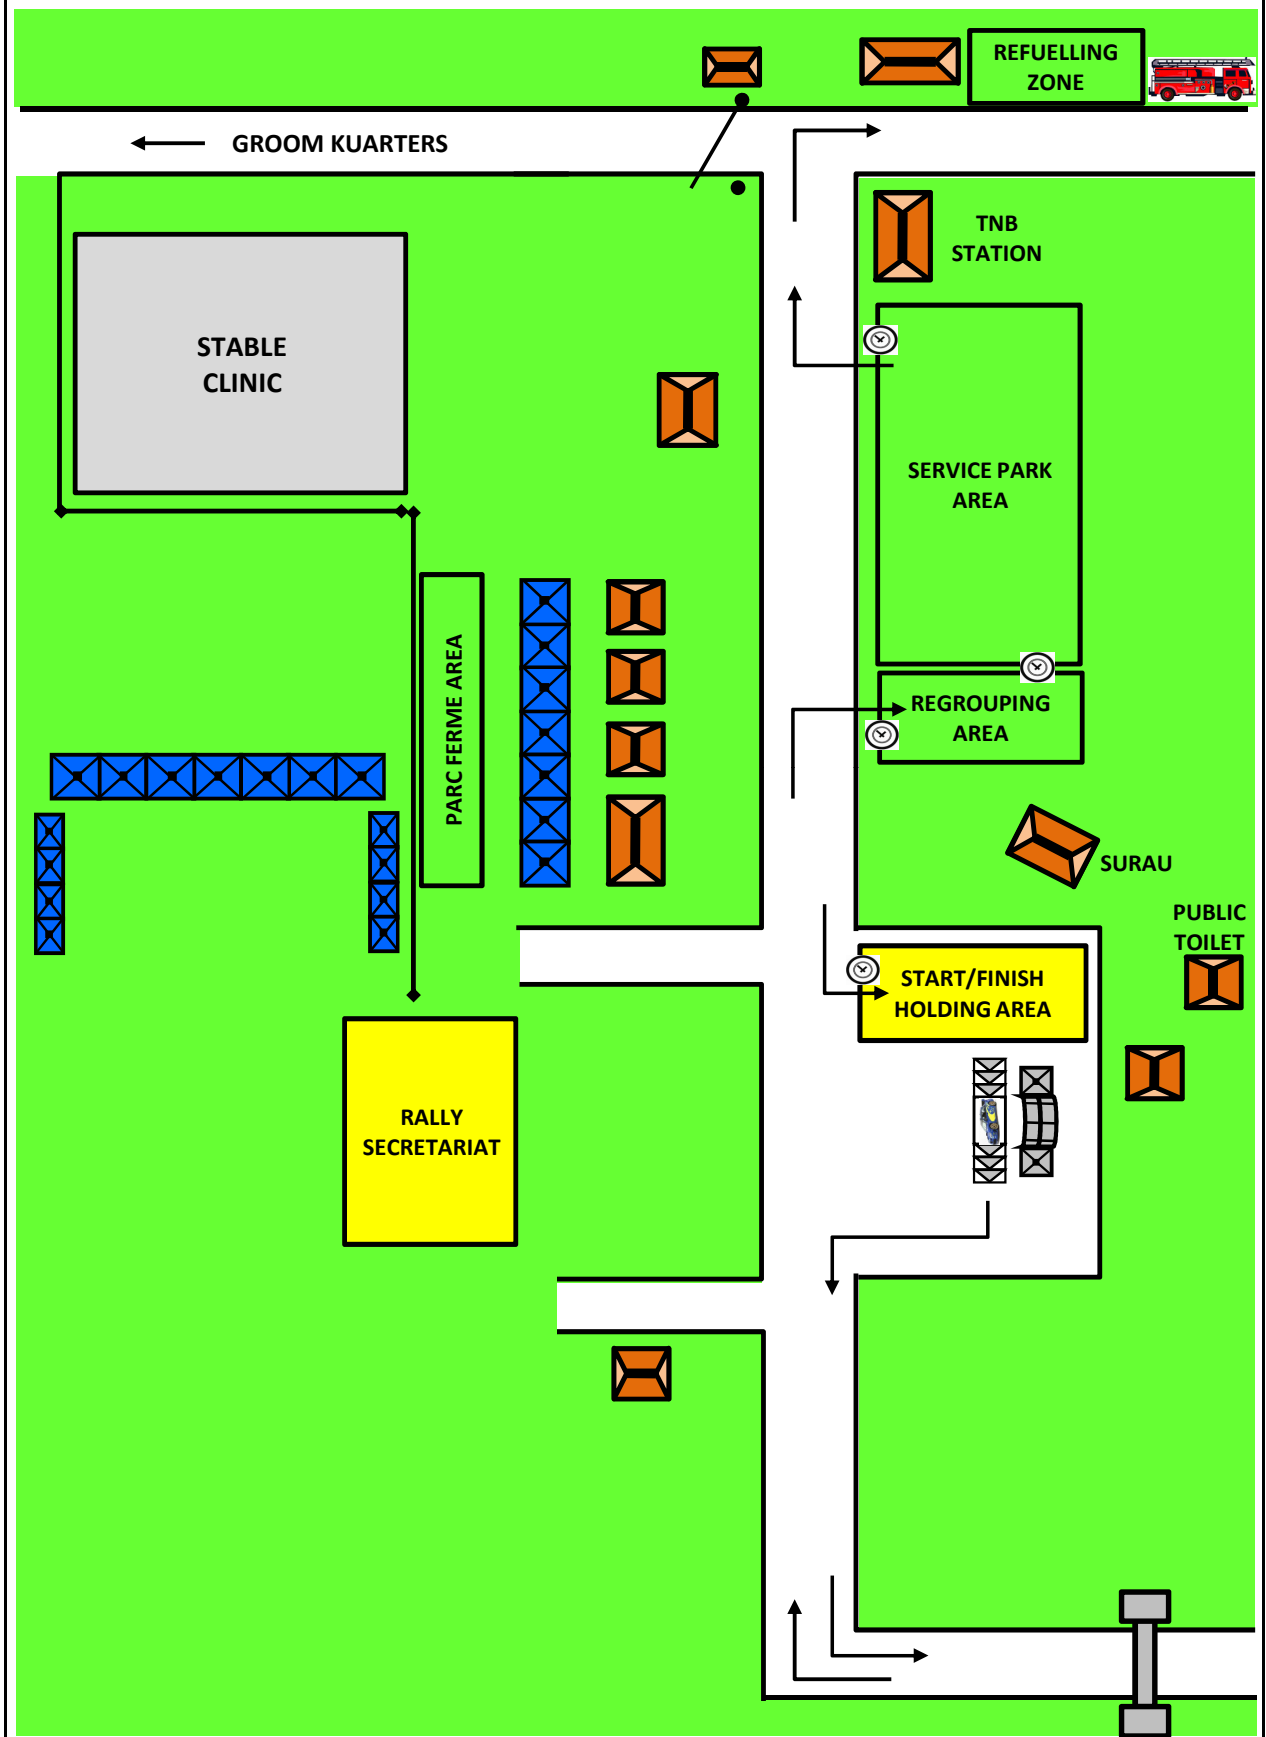 REFUELLING
ZONE
GROOM KUARTERS
TNB
STATION
STABLE
CLINIC
SERVICE PARK
AREA
PARC FERME AREA
REGROUPING
AREA
SURAU
PUBLIC
TOILET
START/FINISH
HOLDING AREA
RALLY
SECRETARIAT